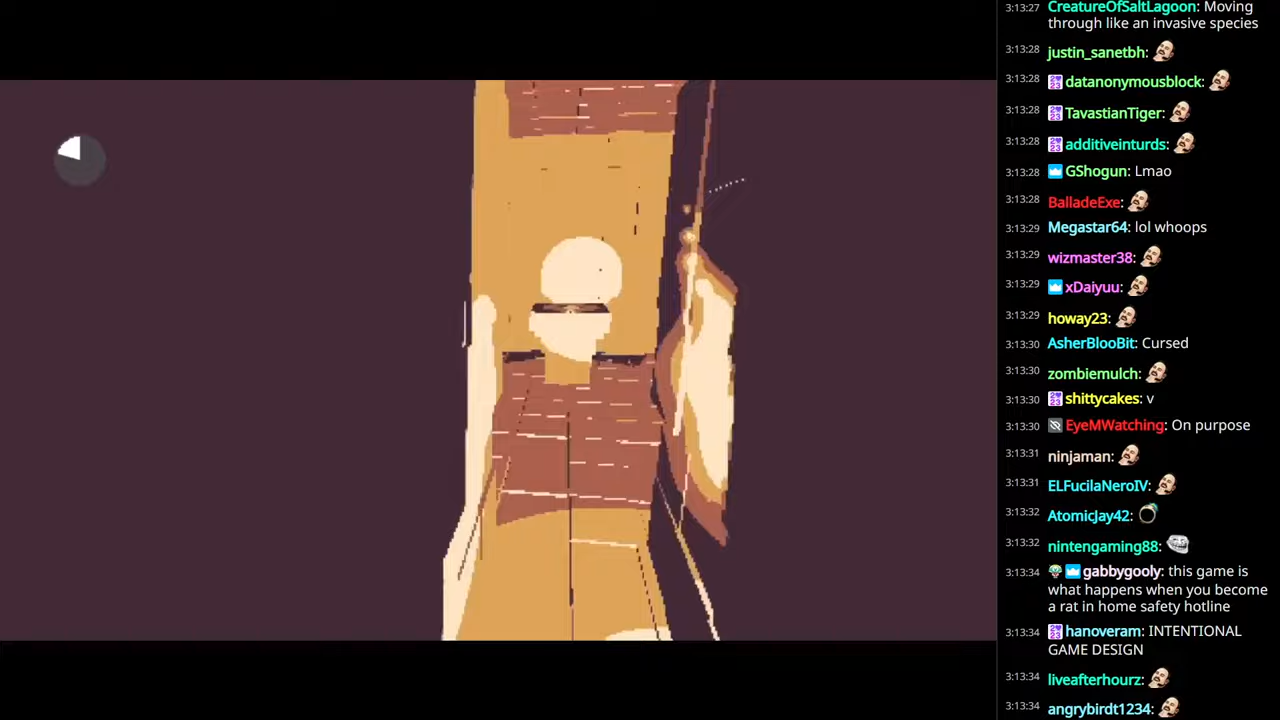 3:13:27 CreatureOfSaltLagoon: Moving
through like an invasive species
3:13:28 justin_sanetbh:
3:13:28 datanonymousblock:
3:13:28 TavastianTiger:
3:13:28 additiveinturds:
3:13:28 GShogun: Lmao
3:13:28 BalladeExe:
3:13:29 Megastar64: lol whoops
3:13:29 wizmaster38:
3:13:29 xDaiyuu:
3:13:29 howay23:
3:13:30 AsherBlooBit: Cursed
3:13:30 zombiemulch:
3:13:30 shittycakes: v
3:13:30 EyeMWatching: On purpose
3:13:31 ninjaman:
3:13:31 ELFucilaNeroIV:
3:13:32 AtomicJay42:
3:13:32 nintengaming88:
3:13:34 gabbygooly: this game is
what happens when you become
a rat in home safety hotline
3:13:34 hanoveram: INTENTIONAL
GAME DESIGN
3:13:34 liveafterhourz:
3:13:34 angrybirdt1234: